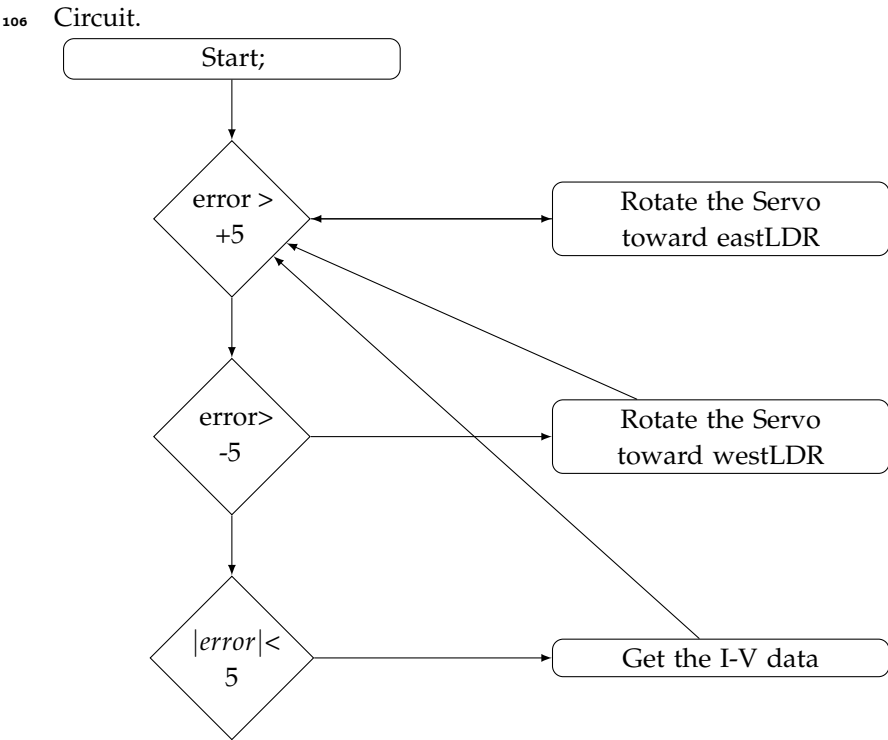 106 Circuit.
Start;
error >
+5
Rotate the Servo
toward eastLDR
error>
-5
Rotate the Servo
toward westLDR
|error|<
5
Get the I-V data